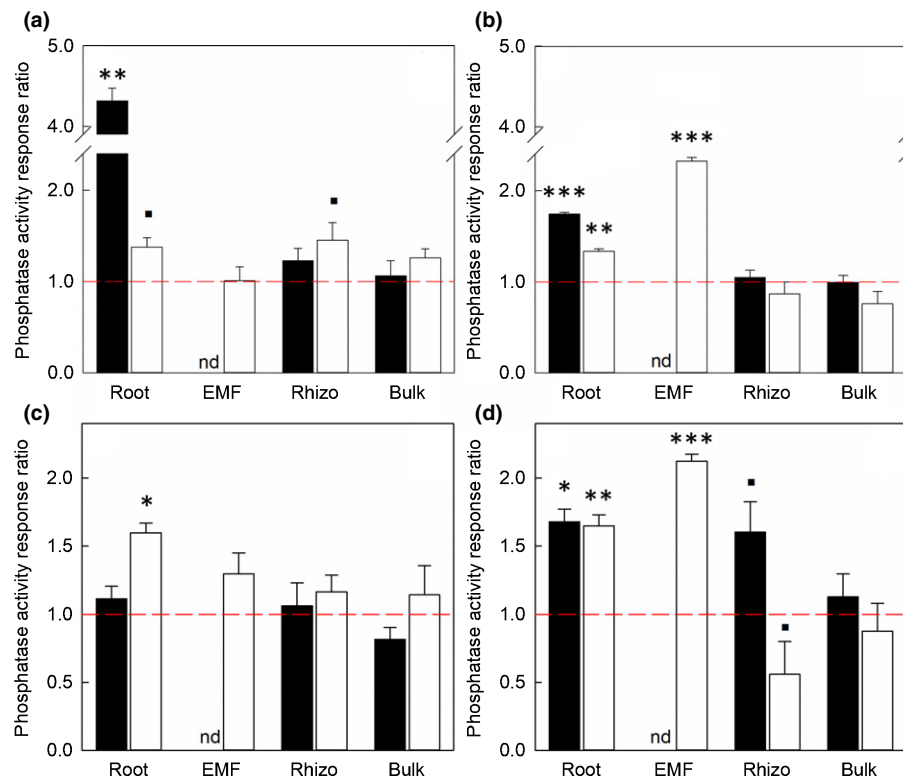 (a)
Phosphatase activity response ratio
5.0
4.0
2.0
1.0
0.0
**
▪
nd
▪
Root EMF Rhizo Bulk
(b)
Phosphatase activity response ratio
5.0
4.0
2.0
1.0
0.0
***
**
***
nd
Root EMF Rhizo Bulk
(c)
Phosphatase activity response ratio
2.0
1.5
1.0
0.5
0.0
*
nd
Root EMF Rhizo Bulk
(d)
Phosphatase activity response ratio
2.0
1.5
1.0
0.5
0.0
*
**
***
▪
▪
nd
Root EMF Rhizo Bulk